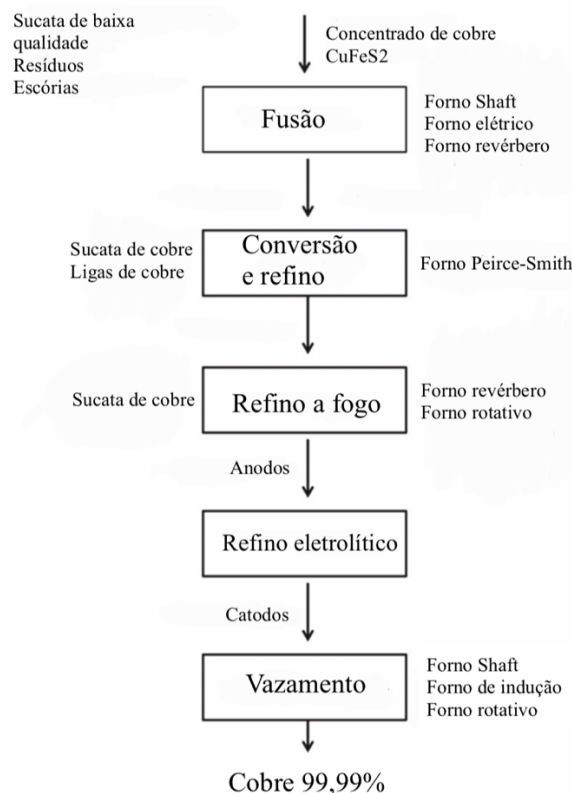 Sucata de baixa
qualidade
Resíduos
Escórias
Concentrado de cobre
CuFeS2
Fusão
Forno Shaft
Forno elétrico
Forno revérbero
Sucata de cobre
Ligas de cobre
Conversão
e refino
Forno Peirce-Smith
Sucata de cobre
Refino a fogo
Forno revérbero
Forno rotativo
Anodos
Refino eletrolítico
Catodos
Vazamento
Forno Shaft
Forno de indução
Forno rotativo
Cobre 99,99%